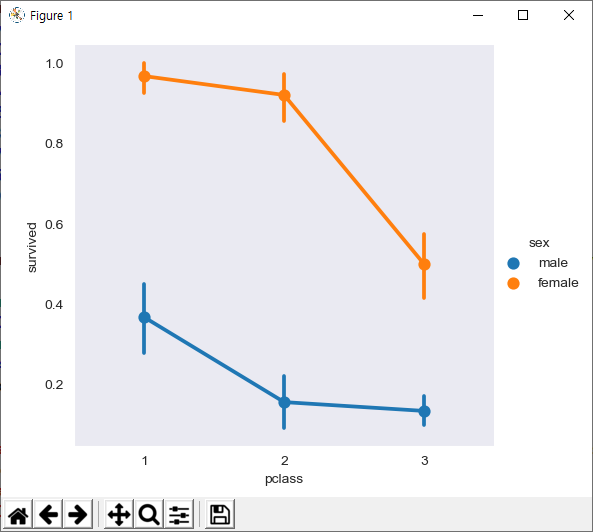 Figure 1
1.0
0.8
0.6
0.4
0.2
survived
1 2 3
pclass
sex
male
female